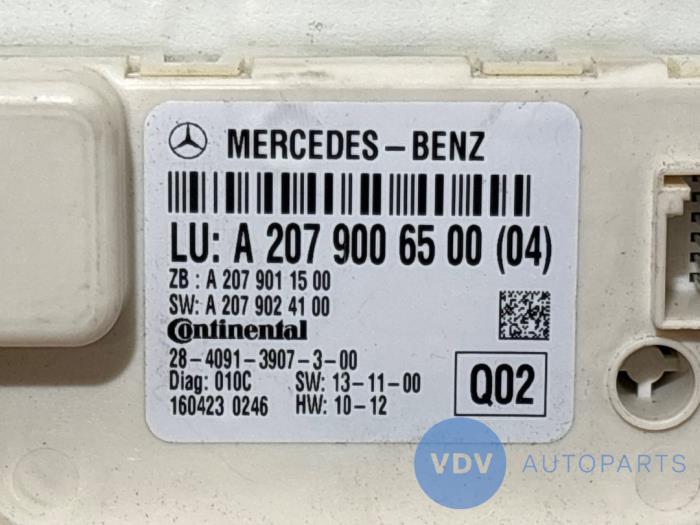 MERCEDES-BENZ
LU: A 207 900 65 00 (04)
ZB : A 207 901 15 00
SW: A 207 902 41 00
Continental
28-4091-3907-3-00
Diag: 010C SW: 13-11-00
160423 0246 HW: 10-12
Q02
VDV AUTOPARTS